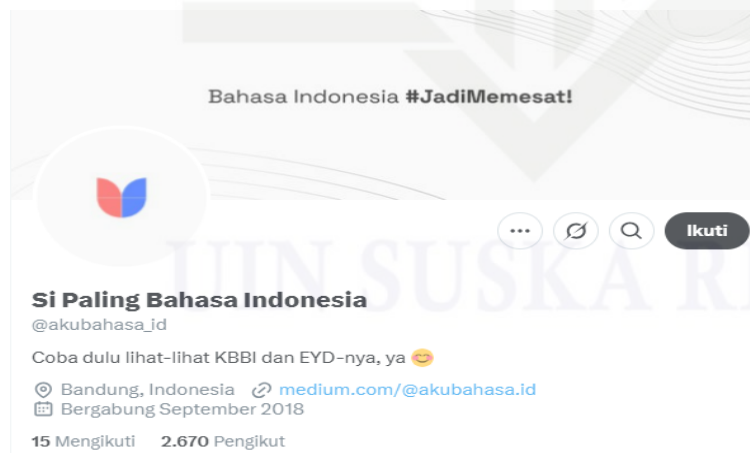 Bahasa Indonesia #JadiMemesat!
Ikuti
UIN SUSKA R
Si Paling Bahasa Indonesia
@akubahasa_id
Coba dulu lihat-lihat KBBI dan EYD-nya, ya 😊
Bandung, Indonesia medium.com/@akubahasa.id
Bergabung September 2018
15 Mengikuti 2.670 Pengikut